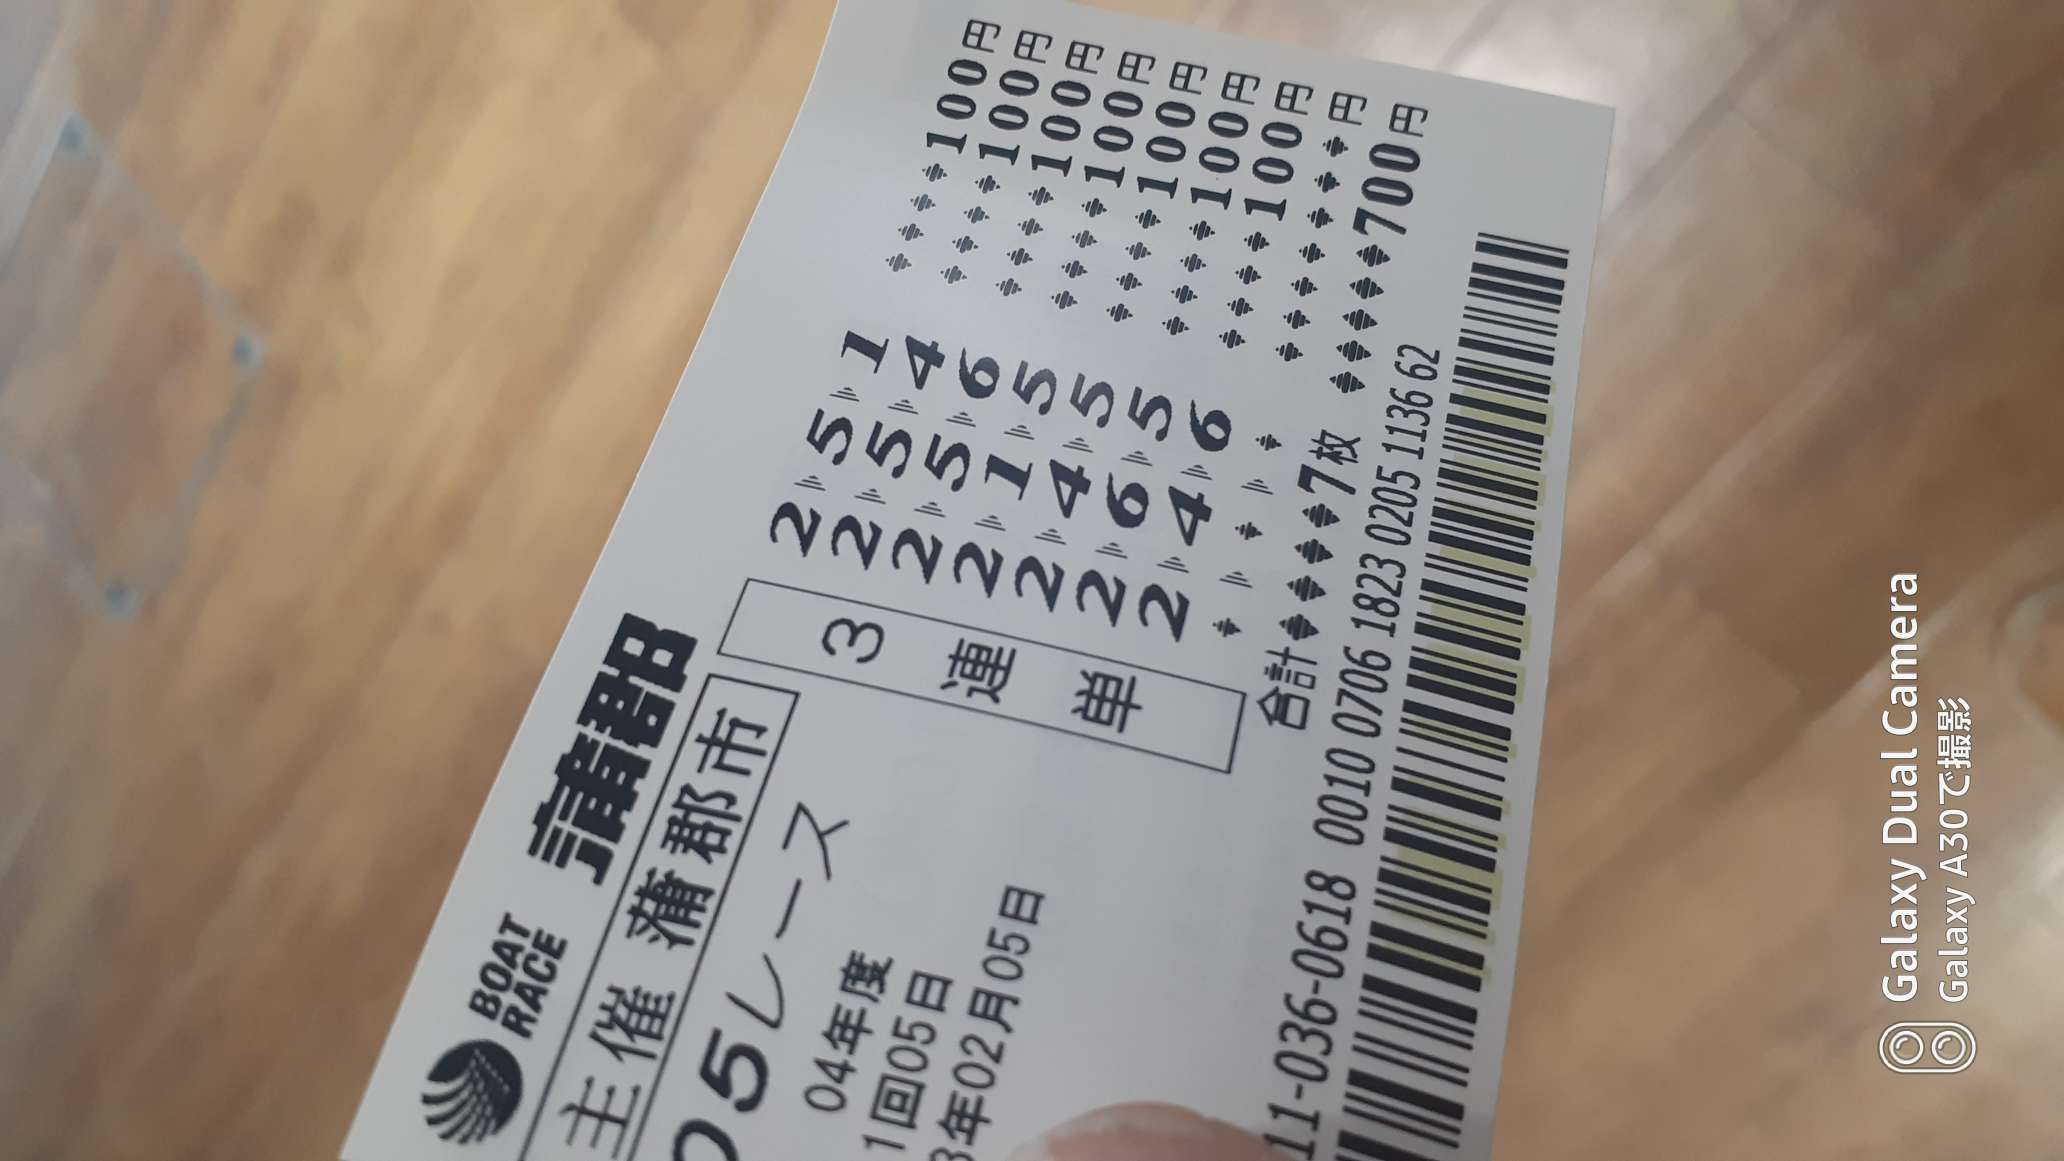 BOAT
RACE
蒲郡
主催 蒲郡市
05レース
04年度
1回05日
3年02月05日
3連単
2 5 1 100円
2 5 4 100円
2 5 6 100円
2 1 5 100円
2 4 5 100円
2 6 5 100円
2 4 6 100円
円
合計 7枚 700円
11-036-0618 0010 0706 1823 0205 1136 62
Galaxy Dual Camera
Galaxy A30で撮影